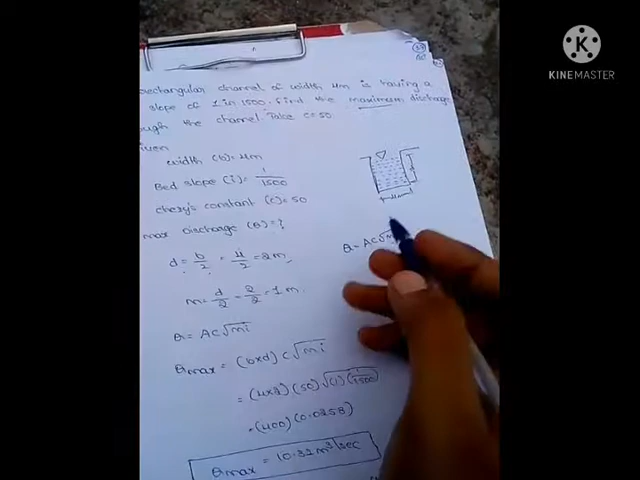 rectangular channel of width 4m is having a
slope of 1 in 1500. Find the maximum discharge
ough the channel. Take C=50
iven
width (b)= 4m
Bed slope (i)= 1/1500
chezy's constant (C)= 50
max Discharge (Q)= ?
d = b/2 = 4/2 = 2m
m = d/2 = 2/2 = 1 m.
Q = AC√mi
Q = AC√m
Qmax = (bxd) C √mi
= (4x2) (50) √(1)(1/1500)
= (400) (0.0258)
Qmax = 10.32 m³/sec
KINEMASTER